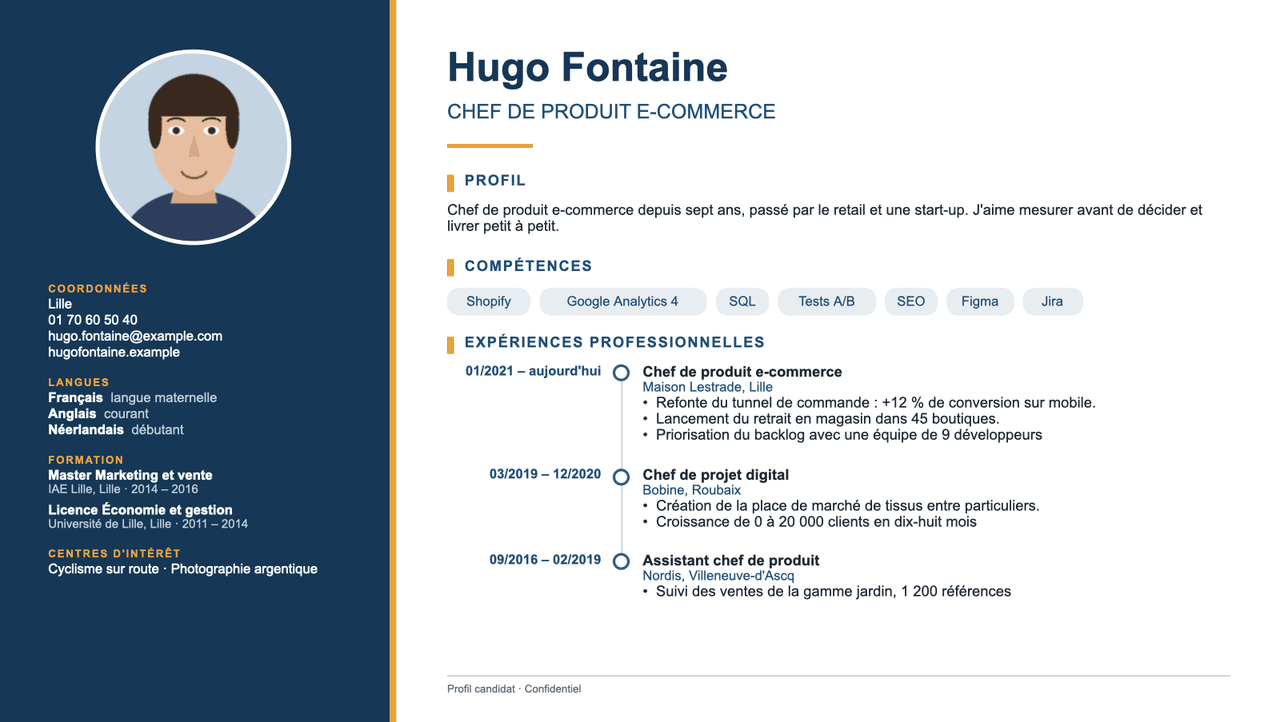 COORDONNÉES
Lille
01 70 60 50 40
hugo.fontaine@example.com
hugofontaine.example
LANGUES
Français langue maternelle
Anglais courant
Néerlandais débutant
FORMATION
Master Marketing et vente
IAE Lille, Lille · 2014 – 2016
Licence Économie et gestion
Université de Lille, Lille · 2011 – 2014
CENTRES D'INTÉRÊT
Cyclisme sur route · Photographie argentique
Hugo Fontaine
CHEF DE PRODUIT E-COMMERCE
PROFIL
Chef de produit e-commerce depuis sept ans, passé par le retail et une start-up. J'aime mesurer avant de décider et
livrer petit à petit.
COMPÉTENCES
Shopify Google Analytics 4 SQL Tests A/B SEO Figma Jira
EXPÉRIENCES PROFESSIONNELLES
01/2021 – aujourd'hui Chef de produit e-commerce
Maison Lestrade, Lille
• Refonte du tunnel de commande : +12 % de conversion sur mobile.
• Lancement du retrait en magasin dans 45 boutiques.
• Priorisation du backlog avec une équipe de 9 développeurs
03/2019 – 12/2020 Chef de projet digital
Bobine, Roubaix
• Création de la place de marché de tissus entre particuliers.
• Croissance de 0 à 20 000 clients en dix-huit mois
09/2016 – 02/2019 Assistant chef de produit
Nordis, Villeneuve-d'Ascq
• Suivi des ventes de la gamme jardin, 1 200 références
Profil candidat · Confidentiel